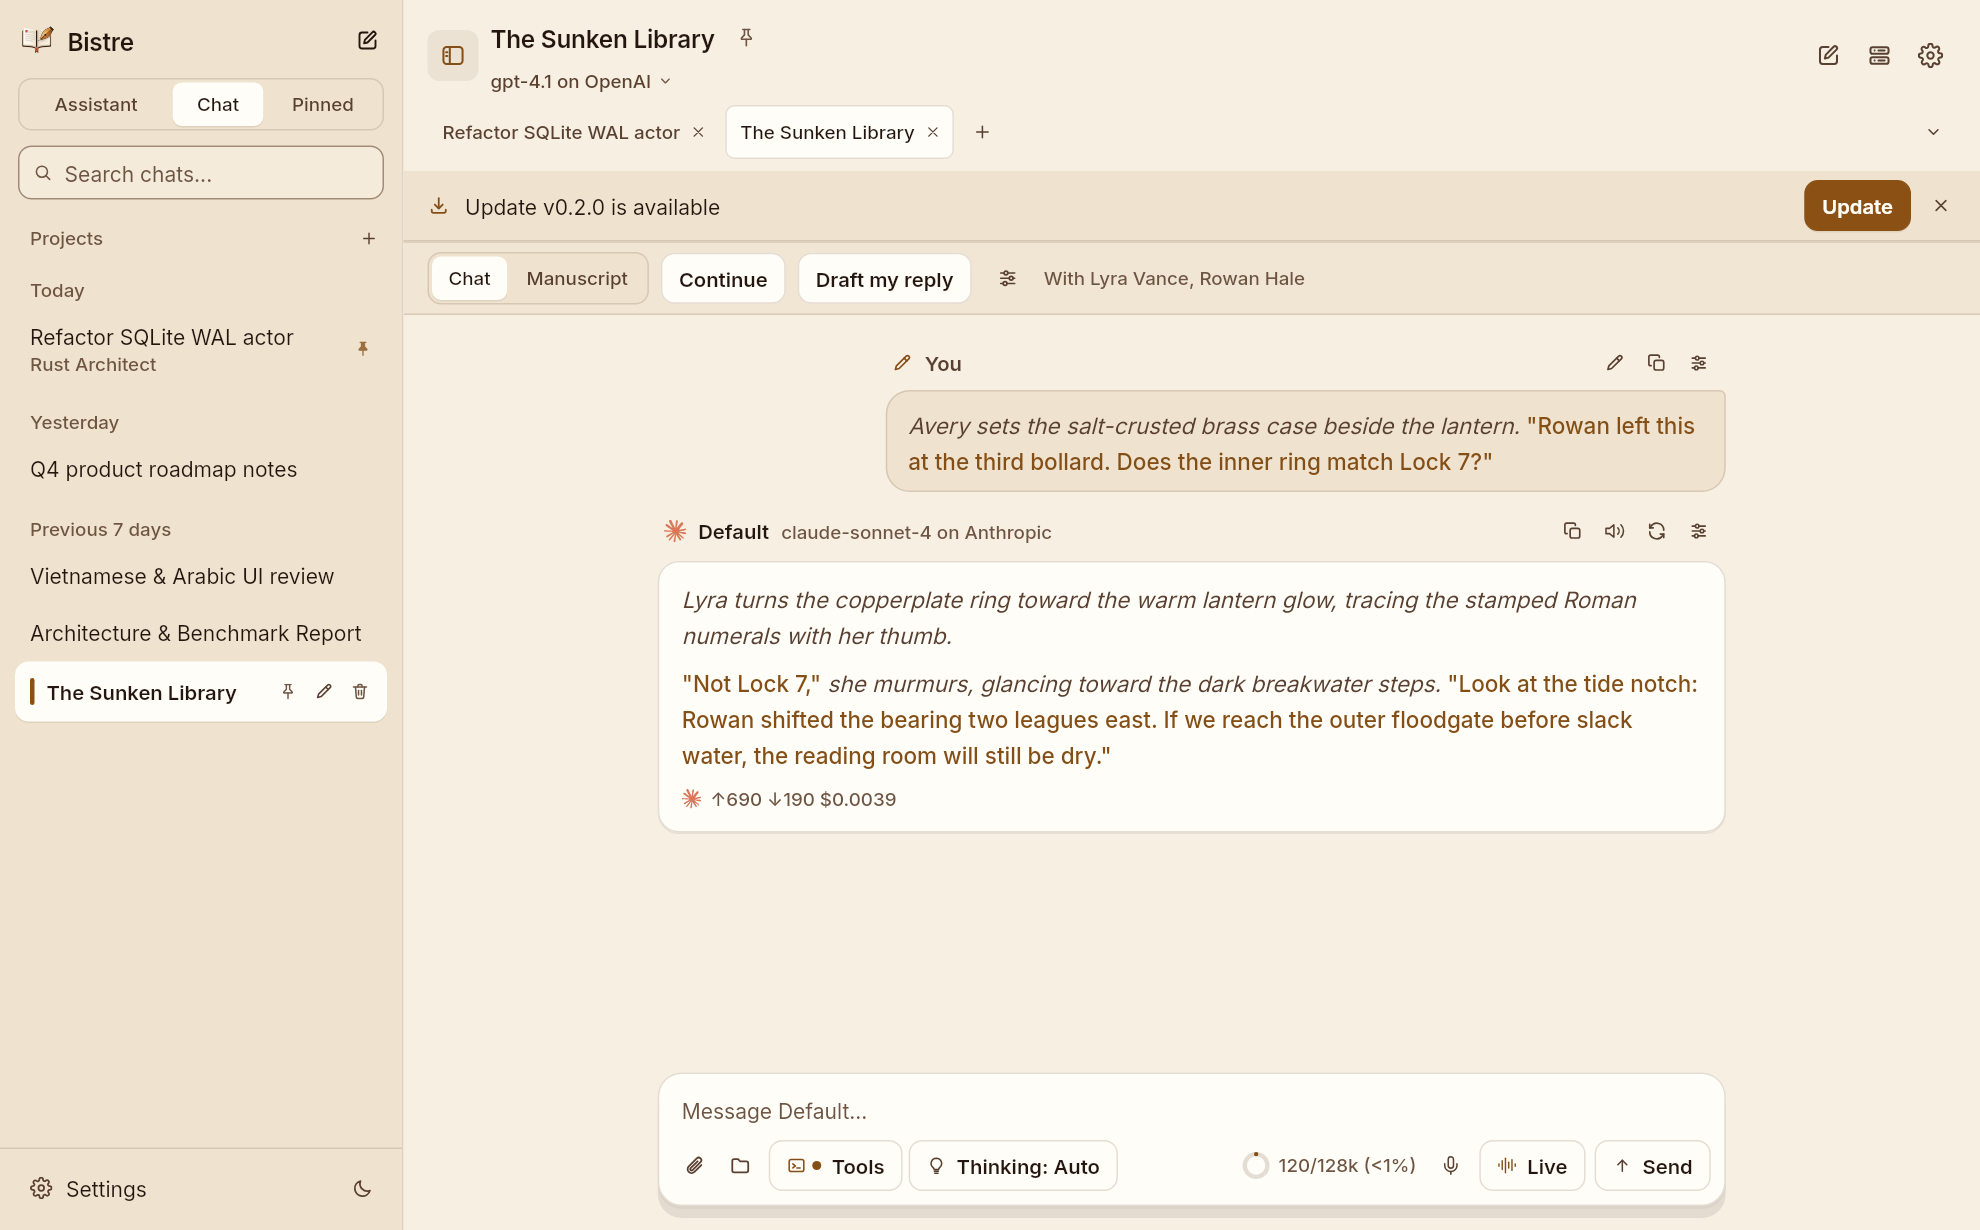 Bistre
Assistant
Chat
Pinned
Search chats...
Projects
Today
Refactor SQLite WAL actor
Rust Architect
Yesterday
Q4 product roadmap notes
Previous 7 days
Vietnamese & Arabic UI review
Architecture & Benchmark Report
The Sunken Library
Settings
The Sunken Library
gpt-4.1 on OpenAI
Refactor SQLite WAL actor
The Sunken Library
Update v0.2.0 is available
Update
Chat
Manuscript
Continue
Draft my reply
With Lyra Vance, Rowan Hale
You
Avery sets the salt-crusted brass case beside the lantern. "Rowan left this
at the third bollard. Does the inner ring match Lock 7?"
Default claude-sonnet-4 on Anthropic
Lyra turns the copperplate ring toward the warm lantern glow, tracing the stamped Roman
numerals with her thumb.
"Not Lock 7," she murmurs, glancing toward the dark breakwater steps. "Look at the tide notch:
Rowan shifted the bearing two leagues east. If we reach the outer floodgate before slack
water, the reading room will still be dry."
↑690 ↓190 $0.0039
Message Default...
Tools
Thinking: Auto
120/128k (<1%)
Live
Send